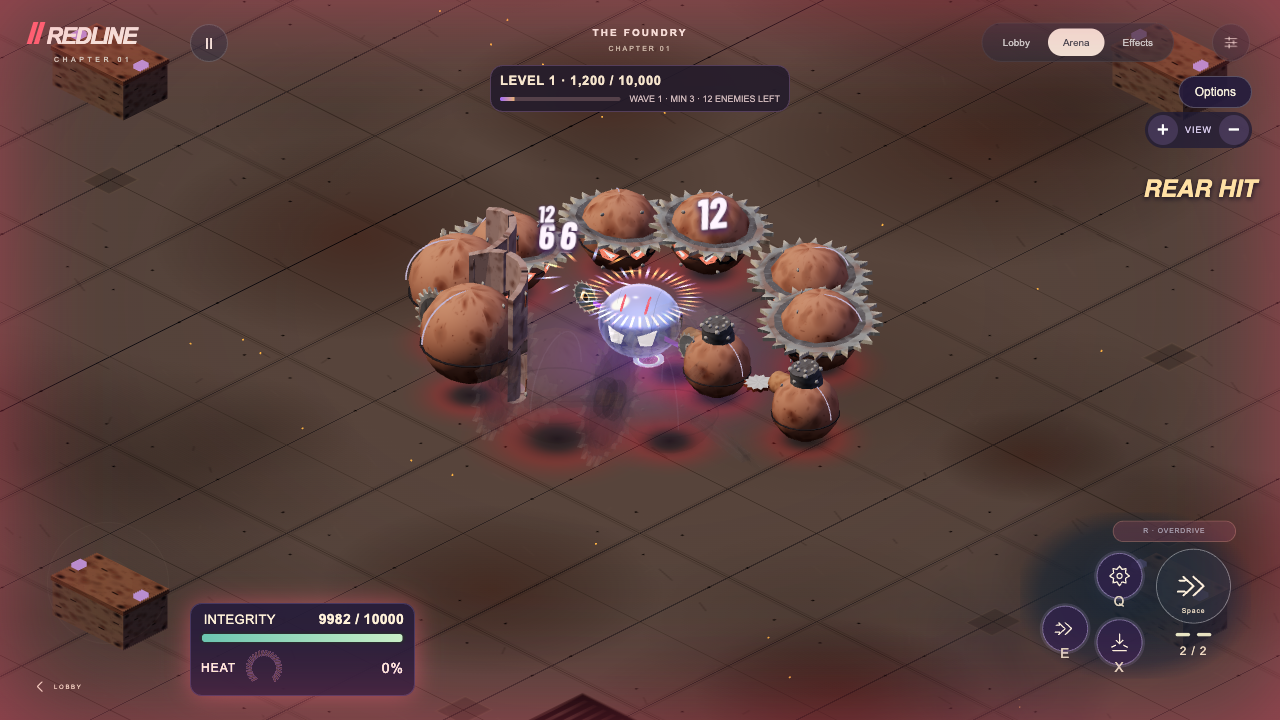 REDLINE
CHAPTER 01
THE FOUNDRY
CHAPTER 01
Lobby Arena Effects
LEVEL 1 · 1,200 / 10,000
WAVE 1 · MIN 3 · 12 ENEMIES LEFT
Options
+ VIEW −
REAR HIT
12
12
6 6
R · OVERDRIVE
Q
Space
E
X
2 / 2
INTEGRITY 9982 / 10000
HEAT 0%
LOBBY